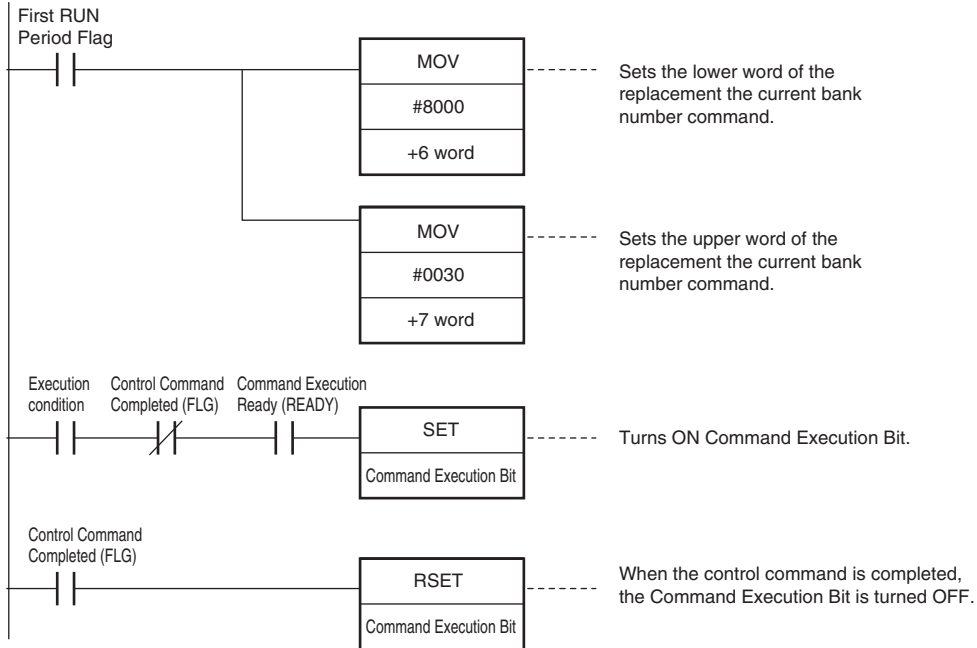 First RUN
Period Flag
MOV
#8000
+6 word
Sets the lower word of the
replacement the current bank
number command.
MOV
#0030
+7 word
Sets the upper word of the
replacement the current bank
number command.
Execution
condition
Control Command
Completed (FLG)
Command Execution
Ready (READY)
SET
Command Execution Bit
Turns ON Command Execution Bit.
Control Command
Completed (FLG)
RSET
Command Execution Bit
When the control command is completed,
the Command Execution Bit is turned OFF.